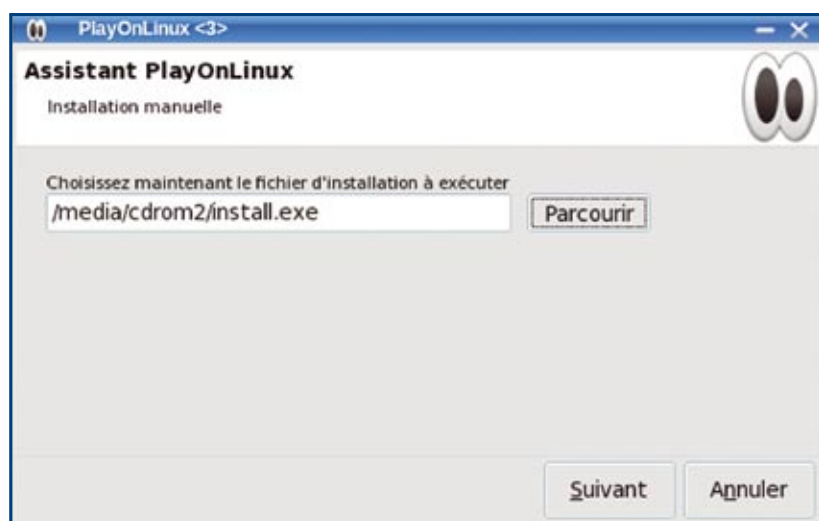 PlayOnLinux <3>
Assistant PlayOnLinux
Installation manuelle
Choisissez maintenant le fichier d'installation à exécuter
/media/cdrom2/install.exe
Parcourir
Suivant
Annuler